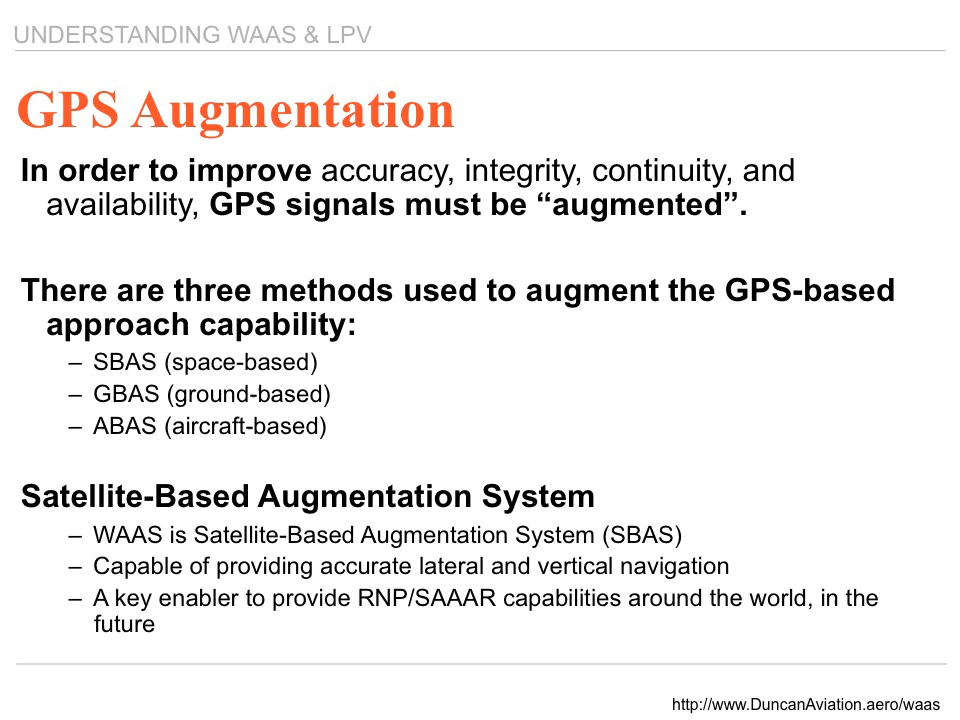 UNDERSTANDING WAAS & LPV
GPS Augmentation
In order to improve accuracy, integrity, continuity, and
availability, GPS signals must be “augmented”.
There are three methods used to augment the GPS-based
approach capability:
– SBAS (space-based)
– GBAS (ground-based)
– ABAS (aircraft-based)
Satellite-Based Augmentation System
– WAAS is Satellite-Based Augmentation System (SBAS)
– Capable of providing accurate lateral and vertical navigation
– A key enabler to provide RNP/SAAAR capabilities around the world, in the
future
http://www.DuncanAviation.aero/waas